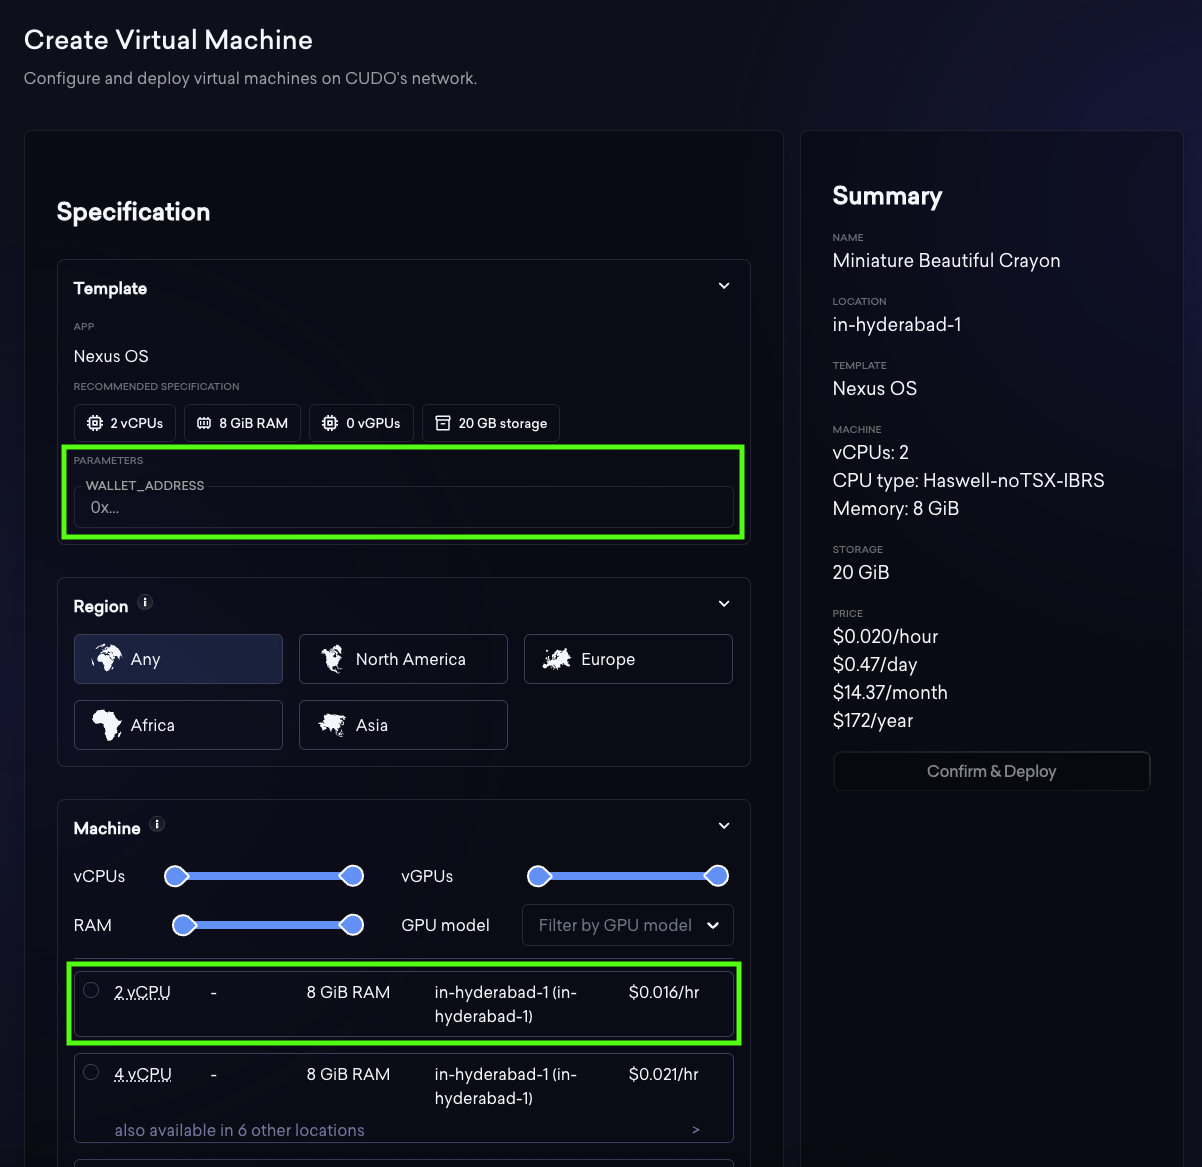 Create Virtual Machine
Configure and deploy virtual machines on CUDO's network.
Specification
Template
APP
Nexus OS
RECOMMENDED SPECIFICATION
2 vCPUs
8 GiB RAM
0 vGPUs
20 GB storage
PARAMETERS
WALLET_ADDRESS
0x...
Region
Any
North America
Europe
Africa
Asia
Machine
vCPUs
vGPUs
RAM
GPU model
Filter by GPU model
2 vCPU - 8 GiB RAM in-hyderabad-1 (in- $0.016/hr
hyderabad-1)
4 vCPU - 8 GiB RAM in-hyderabad-1 (in- $0.021/hr
hyderabad-1)
also available in 6 other locations >
Summary
NAME
Miniature Beautiful Crayon
LOCATION
in-hyderabad-1
TEMPLATE
Nexus OS
MACHINE
vCPUs: 2
CPU type: Haswell-noTSX-IBRS
Memory: 8 GiB
STORAGE
20 GiB
PRICE
$0.020/hour
$0.47/day
$14.37/month
$172/year
Confirm & Deploy